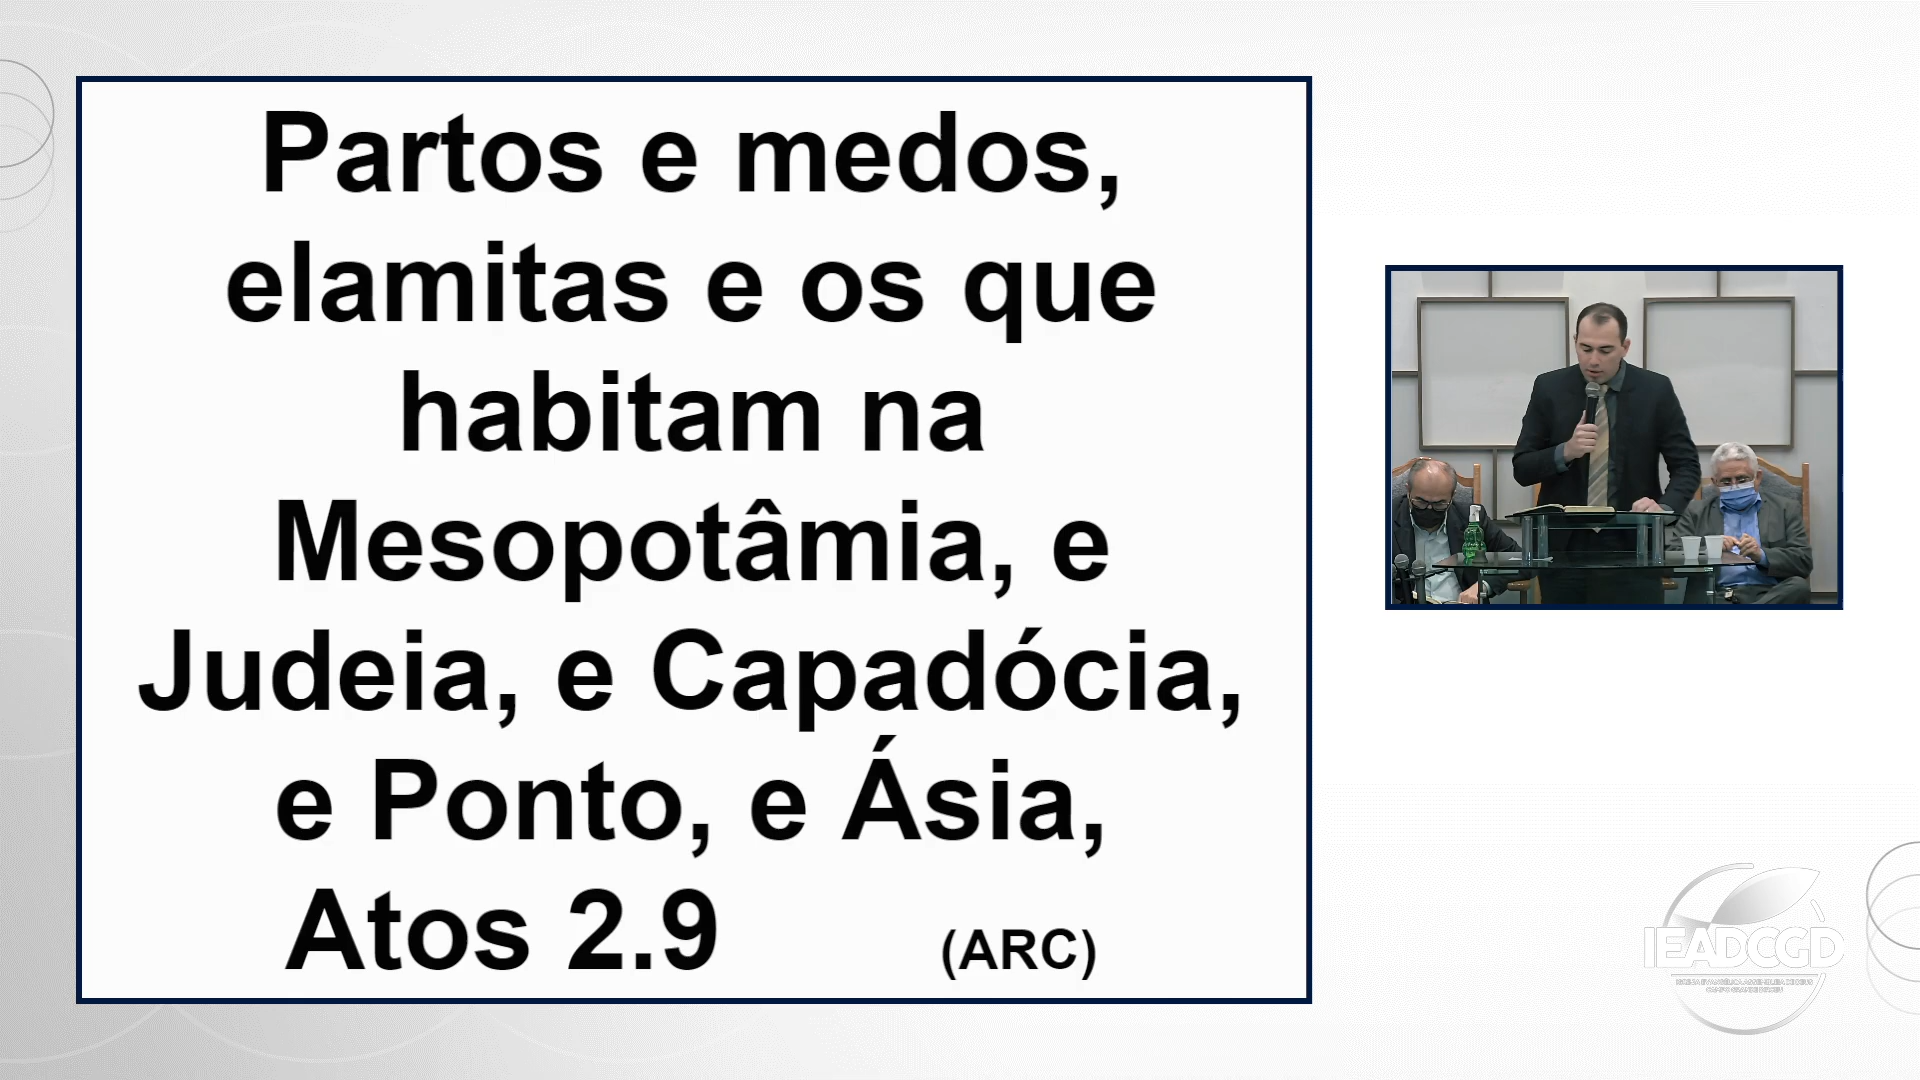 Partos e medos,
elamitas e os que
habitam na
Mesopotâmia, e
Judeia, e Capadócia,
e Ponto, e Ásia,
Atos 2.9 (ARC)
IEADCGD